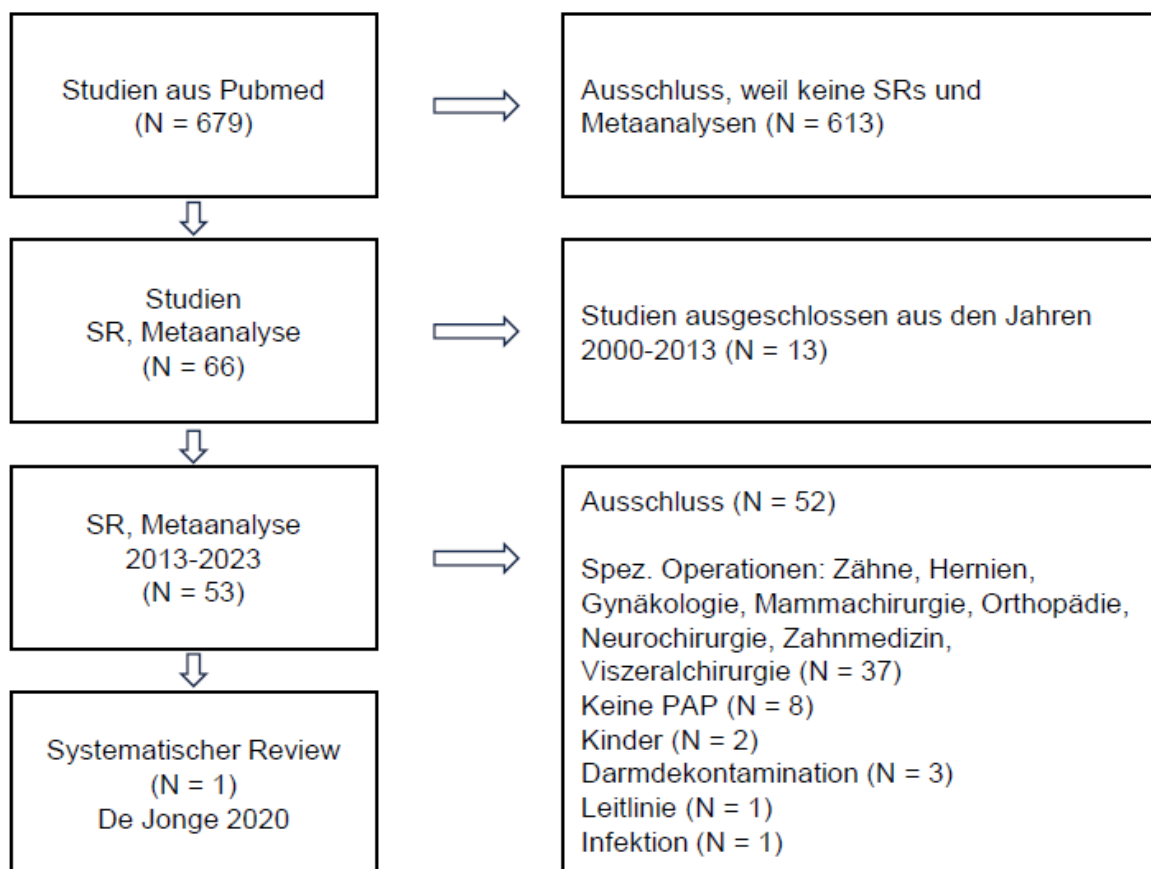 Studien aus Pubmed
(N = 679)
Ausschluss, weil keine SRs und
Metaanalysen (N = 613)
Studien
SR, Metaanalyse
(N = 66)
Studien ausgeschlossen aus den Jahren
2000-2013 (N = 13)
SR, Metaanalyse
2013-2023
(N = 53)
Ausschluss (N = 52)
Spez. Operationen: Zähne, Hernien,
Gynäkologie, Mammachirurgie, Orthopädie,
Neurochirurgie, Zahnmedizin,
Viszeralchirurgie (N = 37)
Keine PAP (N = 8)
Kinder (N = 2)
Darmdekontamination (N = 3)
Leitlinie (N = 1)
Infektion (N = 1)
Systematischer Review
(N = 1)
De Jonge 2020